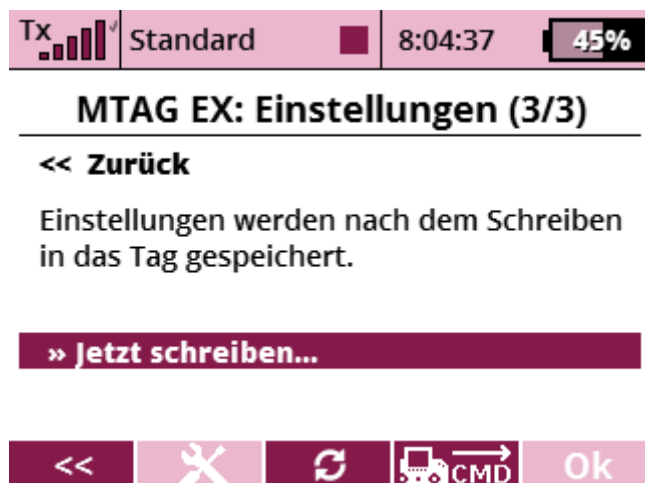 Tx Standard 8:04:37 45%
MTAG EX: Einstellungen (3/3)
<< Zurück
Einstellungen werden nach dem Schreiben
in das Tag gespeichert.
» Jetzt schreiben...
<< CMD Ok